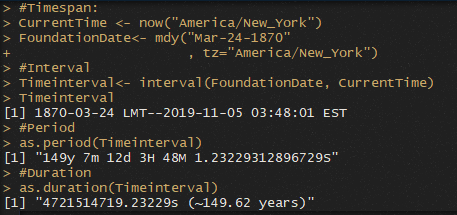 > #Timespan:
> CurrentTime <- now("America/New_York")
> FoundationDate<- mdy("Mar-24-1870"
+                      , tz="America/New_York")
> #Interval
> Timeinterval<- interval(FoundationDate, CurrentTime)
> Timeinterval
[1] 1870-03-24 LMT--2019-11-05 03:48:01 EST
> #Period
> as.period(Timeinterval)
[1] "149y 7m 12d 3H 48M 1.23229312896729S"
> #Duration
> as.duration(Timeinterval)
[1] "4721514719.23229s (~149.62 years)"